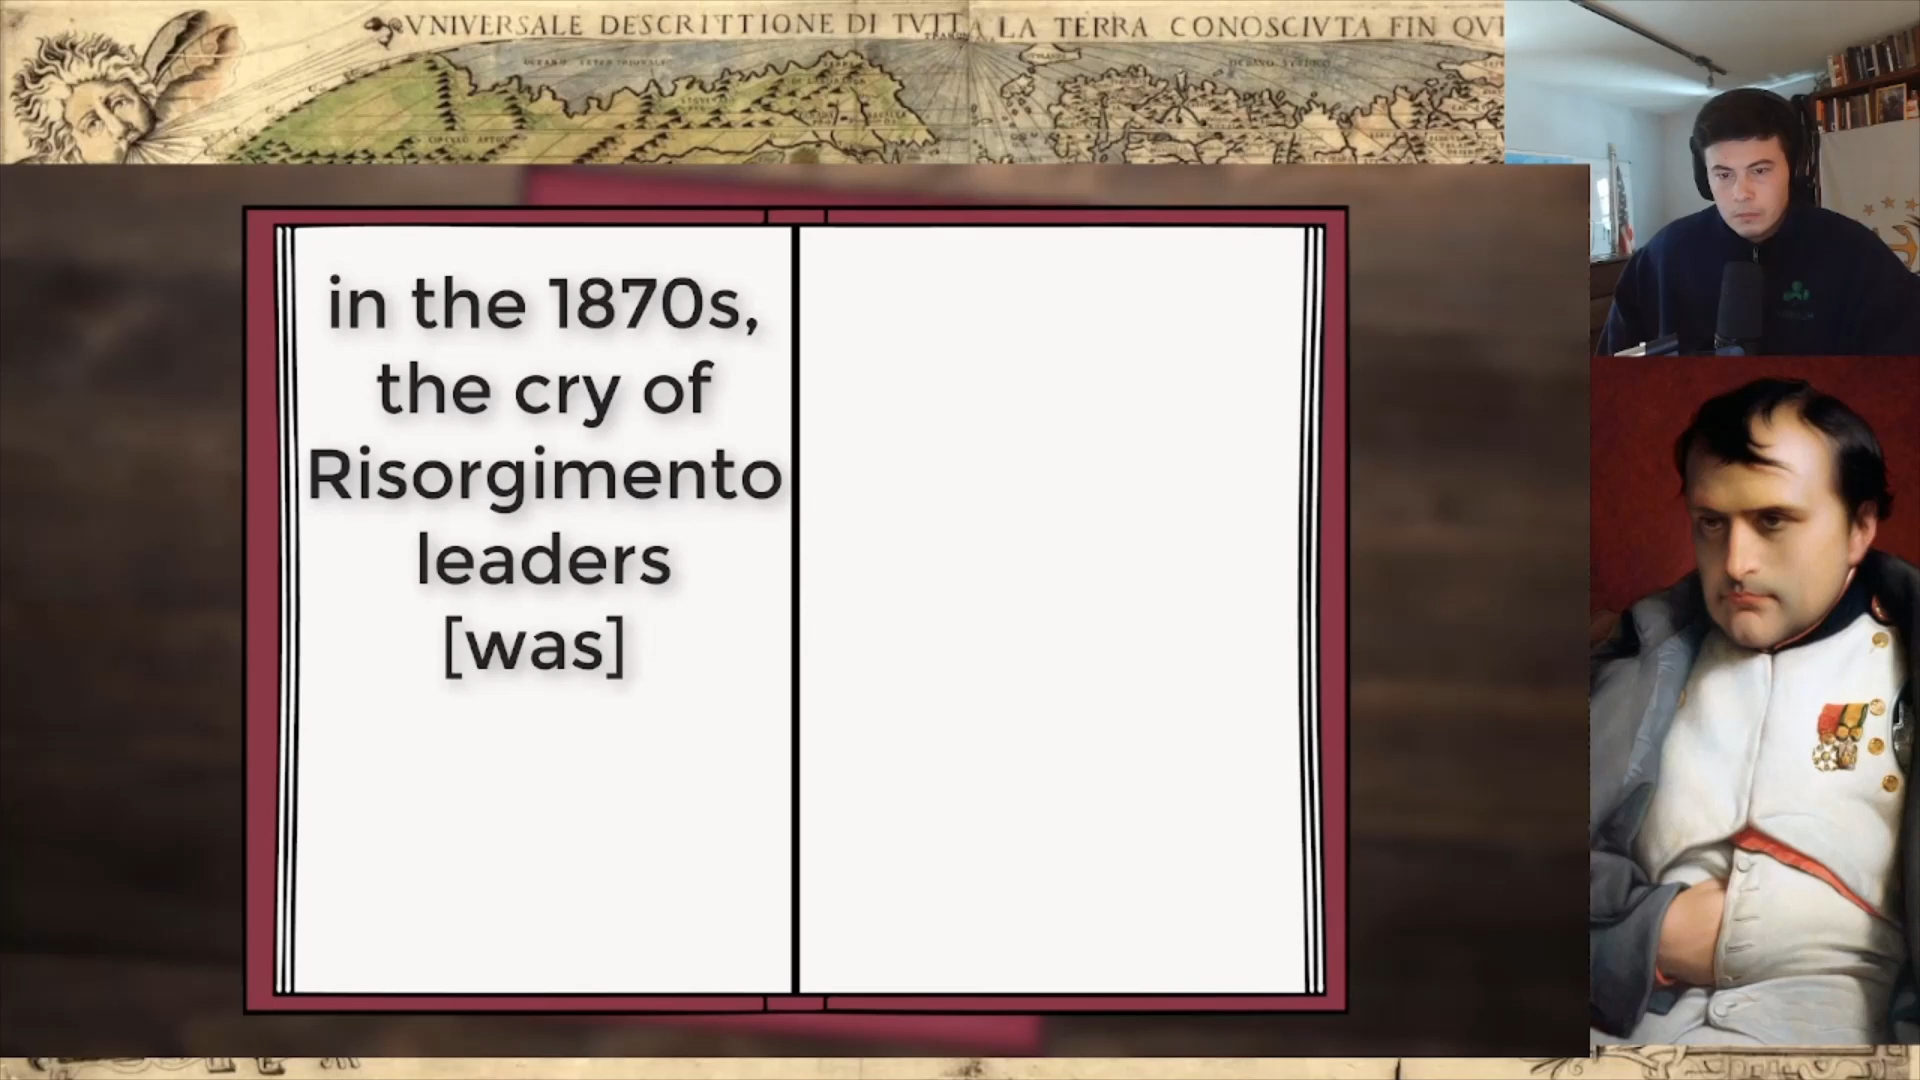 VNIVERSALE DESCRITTIONE DI TVTTA LA TERRA CONOSCIVTA FIN QVI
in the 1870s,
the cry of
Risorgimento
leaders
[was]